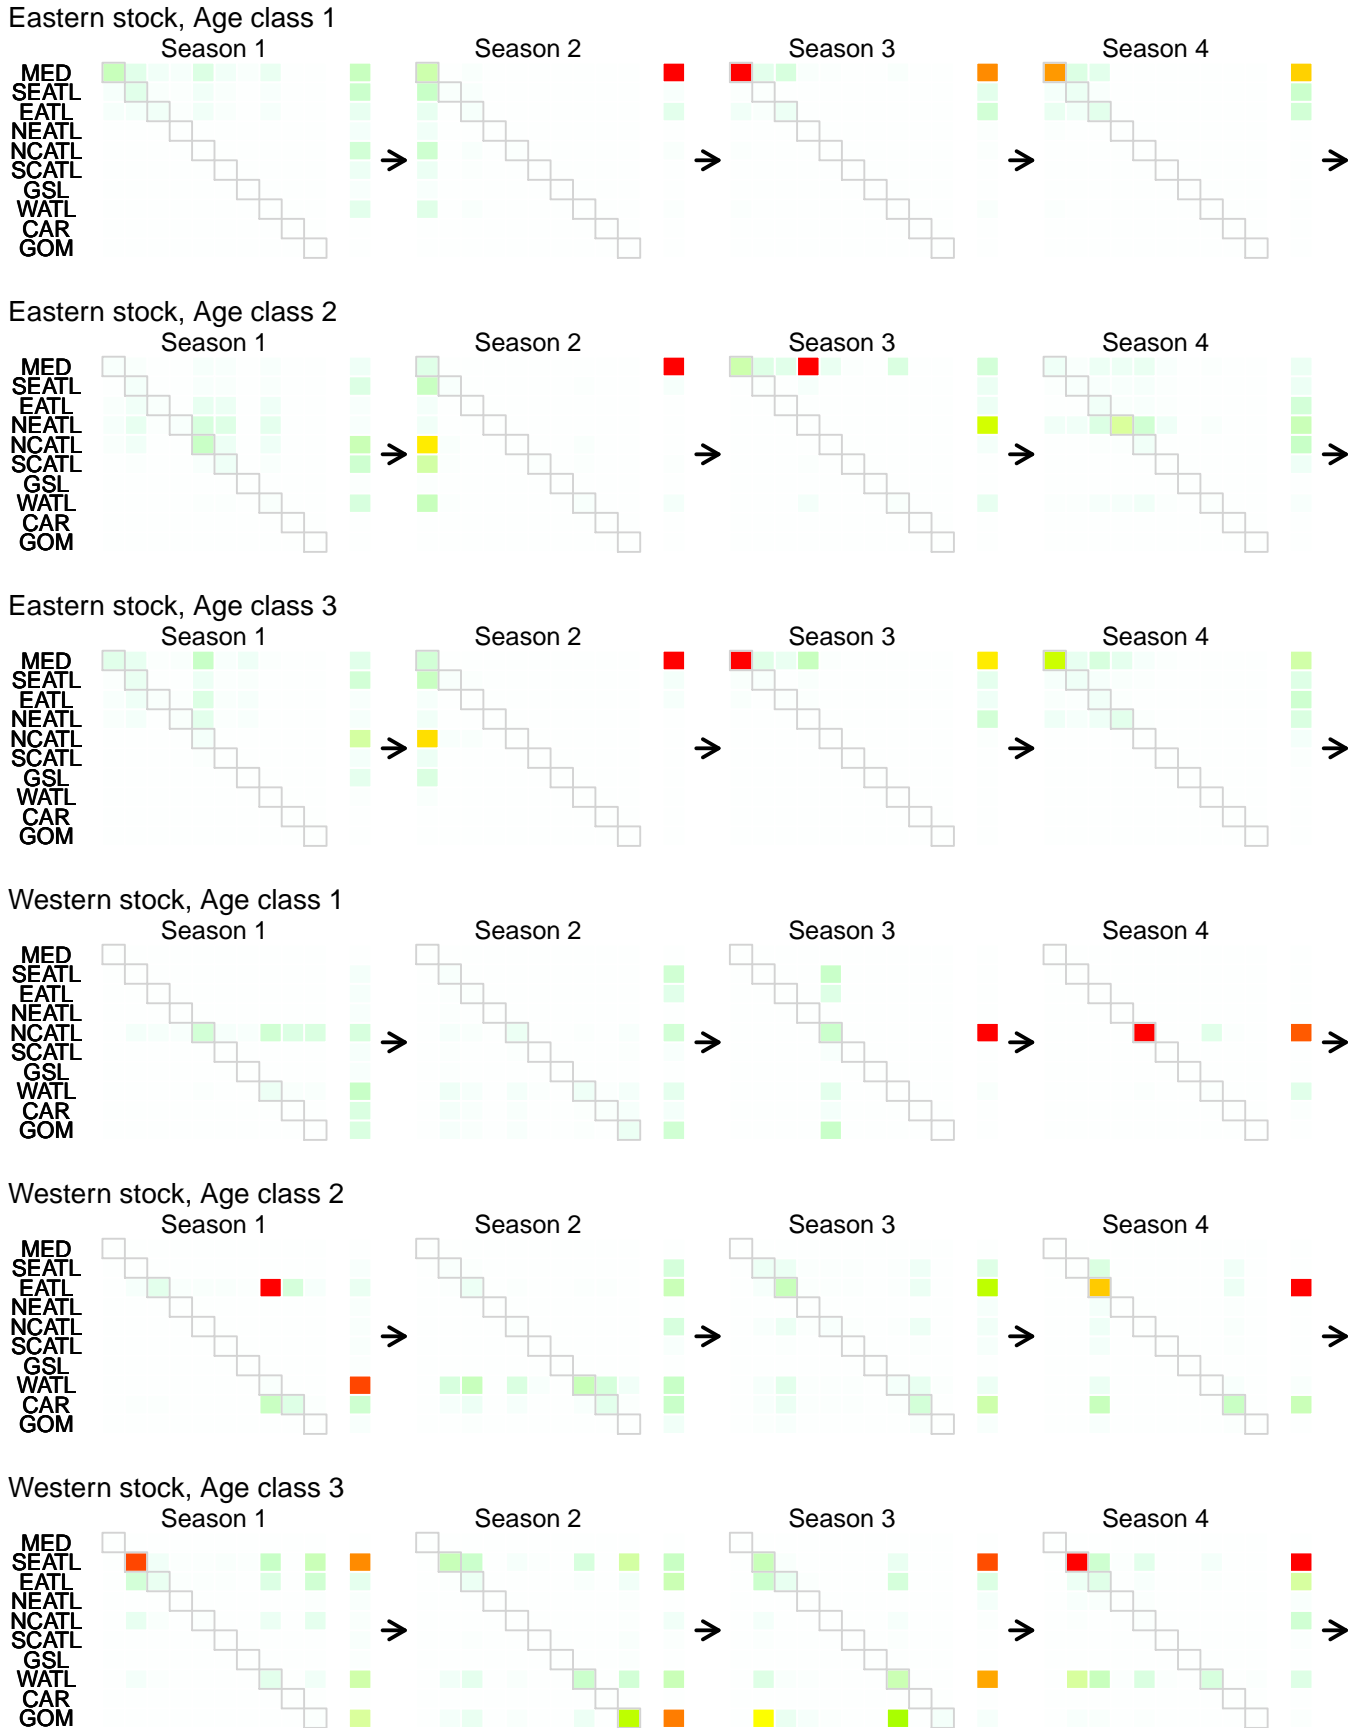 Eastern stock, Age class 1
Season 1 Season 2 Season 3 Season 4
MED
SEATL
EATL
NEATL
NCATL
SCATL
GSL
WATL
CAR
GOM
Eastern stock, Age class 2
Season 1 Season 2 Season 3 Season 4
MED
SEATL
EATL
NEATL
NCATL
SCATL
GSL
WATL
CAR
GOM
Eastern stock, Age class 3
Season 1 Season 2 Season 3 Season 4
MED
SEATL
EATL
NEATL
NCATL
SCATL
GSL
WATL
CAR
GOM
Western stock, Age class 1
Season 1 Season 2 Season 3 Season 4
MED
SEATL
EATL
NEATL
NCATL
SCATL
GSL
WATL
CAR
GOM
Western stock, Age class 2
Season 1 Season 2 Season 3 Season 4
MED
SEATL
EATL
NEATL
NCATL
SCATL
GSL
WATL
CAR
GOM
Western stock, Age class 3
Season 1 Season 2 Season 3 Season 4
MED
SEATL
EATL
NEATL
NCATL
SCATL
GSL
WATL
CAR
GOM